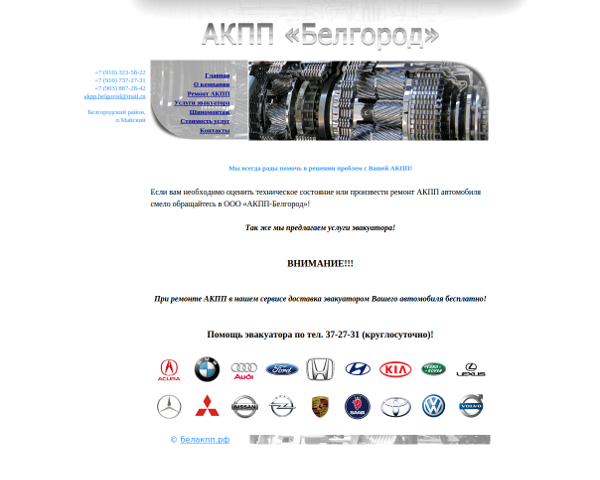 АКПП «Белгород»
+7 (910) 323-58-22
+7 (910) 737-27-31
+7 (903) 887-28-42
akpp.belgorod@mail.ru
Белгородский район,
п.Майский
Главная
О компании
Ремонт АКПП
Услуги эвакуатора
Шиномонтаж
Стоимость услуг
Контакты
Мы всегда рады помочь в решении проблем с Вашей АКПП!
Если вам необходимо оценить техническое состояние или произвести ремонт АКПП автомобиля
смело обращайтесь в ООО «АКПП-Белгород»!
Так же мы предлагаем услуги эвакуатора!
ВНИМАНИЕ!!!
При ремонте АКПП в нашем сервисе доставка эвакуатором Вашего автомобиля бесплатно!
Помощь эвакуатора по тел. 37-27-31 (круглосуточно)!
ACURA
Audi
Ford
KIA
LEXUS
NISSAN
VOLVO
© белакпп.рф